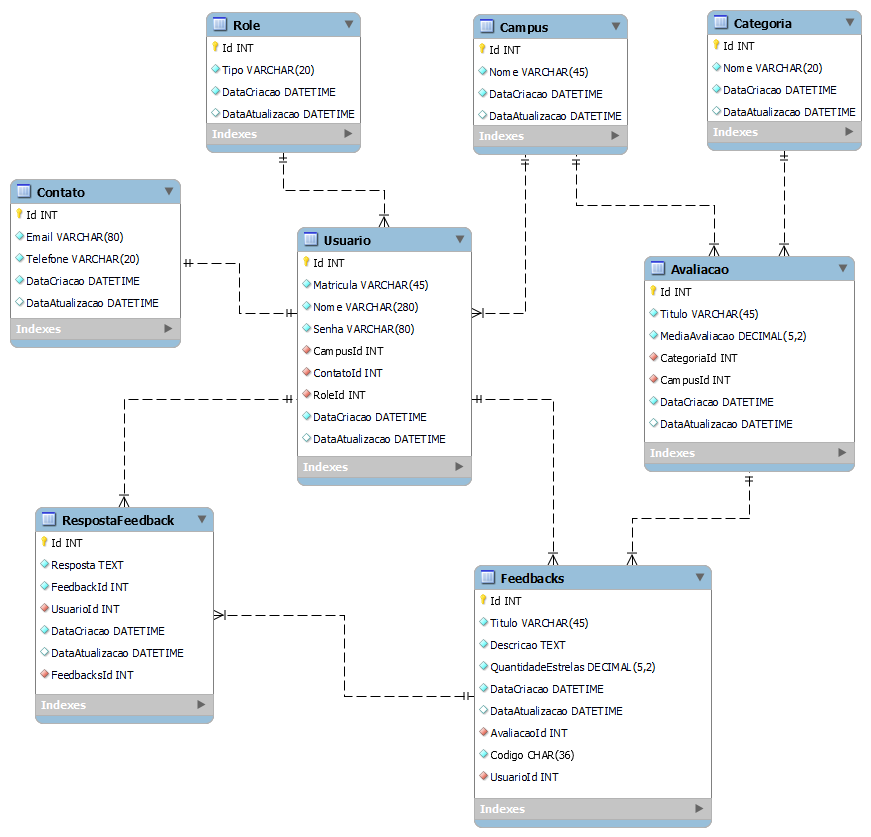 Role
Id INT
Tipo VARCHAR(20)
DataCriacao DATETIME
DataAtualizacao DATETIME
Indexes
Campus
Id INT
Nome VARCHAR(45)
DataCriacao DATETIME
DataAtualizacao DATETIME
Indexes
Categoria
Id INT
Nome VARCHAR(20)
DataCriacao DATETIME
DataAtualizacao DATETIME
Indexes
Contato
Id INT
Email VARCHAR(80)
Telefone VARCHAR(20)
DataCriacao DATETIME
DataAtualizacao DATETIME
Indexes
Usuario
Id INT
Matricula VARCHAR(45)
Nome VARCHAR(280)
Senha VARCHAR(80)
CampusId INT
ContatoId INT
RoleId INT
DataCriacao DATETIME
DataAtualizacao DATETIME
Indexes
Avaliacao
Id INT
Titulo VARCHAR(45)
MediaAvaliacao DECIMAL(5,2)
CategoriaId INT
CampusId INT
DataCriacao DATETIME
DataAtualizacao DATETIME
Indexes
RespostaFeedback
Id INT
Resposta TEXT
FeedbackId INT
UsuarioId INT
DataCriacao DATETIME
DataAtualizacao DATETIME
FeedbacksId INT
Indexes
Feedbacks
Id INT
Titulo VARCHAR(45)
Descricao TEXT
QuantidadeEstrelas DECIMAL(5,2)
DataCriacao DATETIME
DataAtualizacao DATETIME
AvaliacaoId INT
Codigo CHAR(36)
UsuarioId INT
Indexes